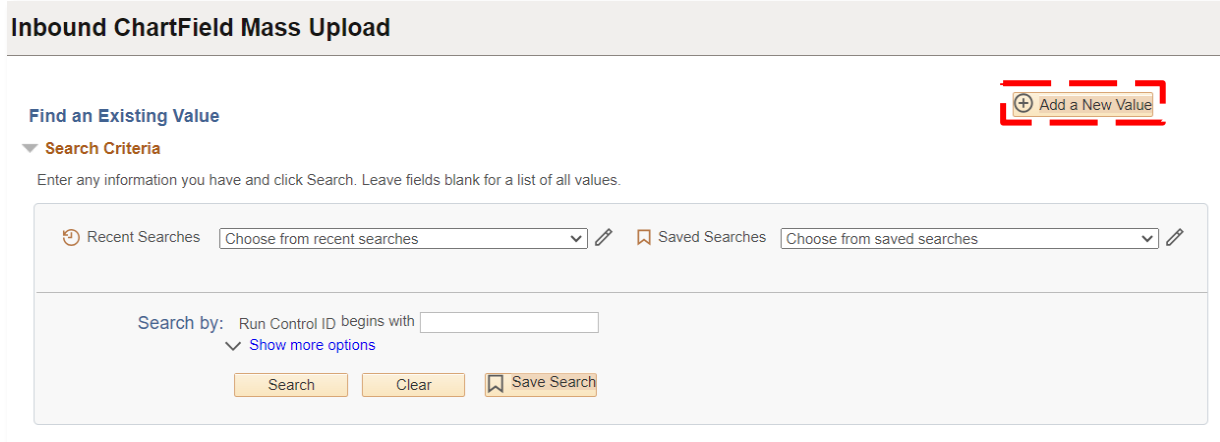 Inbound ChartField Mass Upload
Add a New Value
Find an Existing Value
Search Criteria
Enter any information you have and click Search. Leave fields blank for a list of all values.
Recent Searches Choose from recent searches Saved Searches Choose from saved searches
Search by: Run Control ID begins with
Show more options
Search Clear Save Search